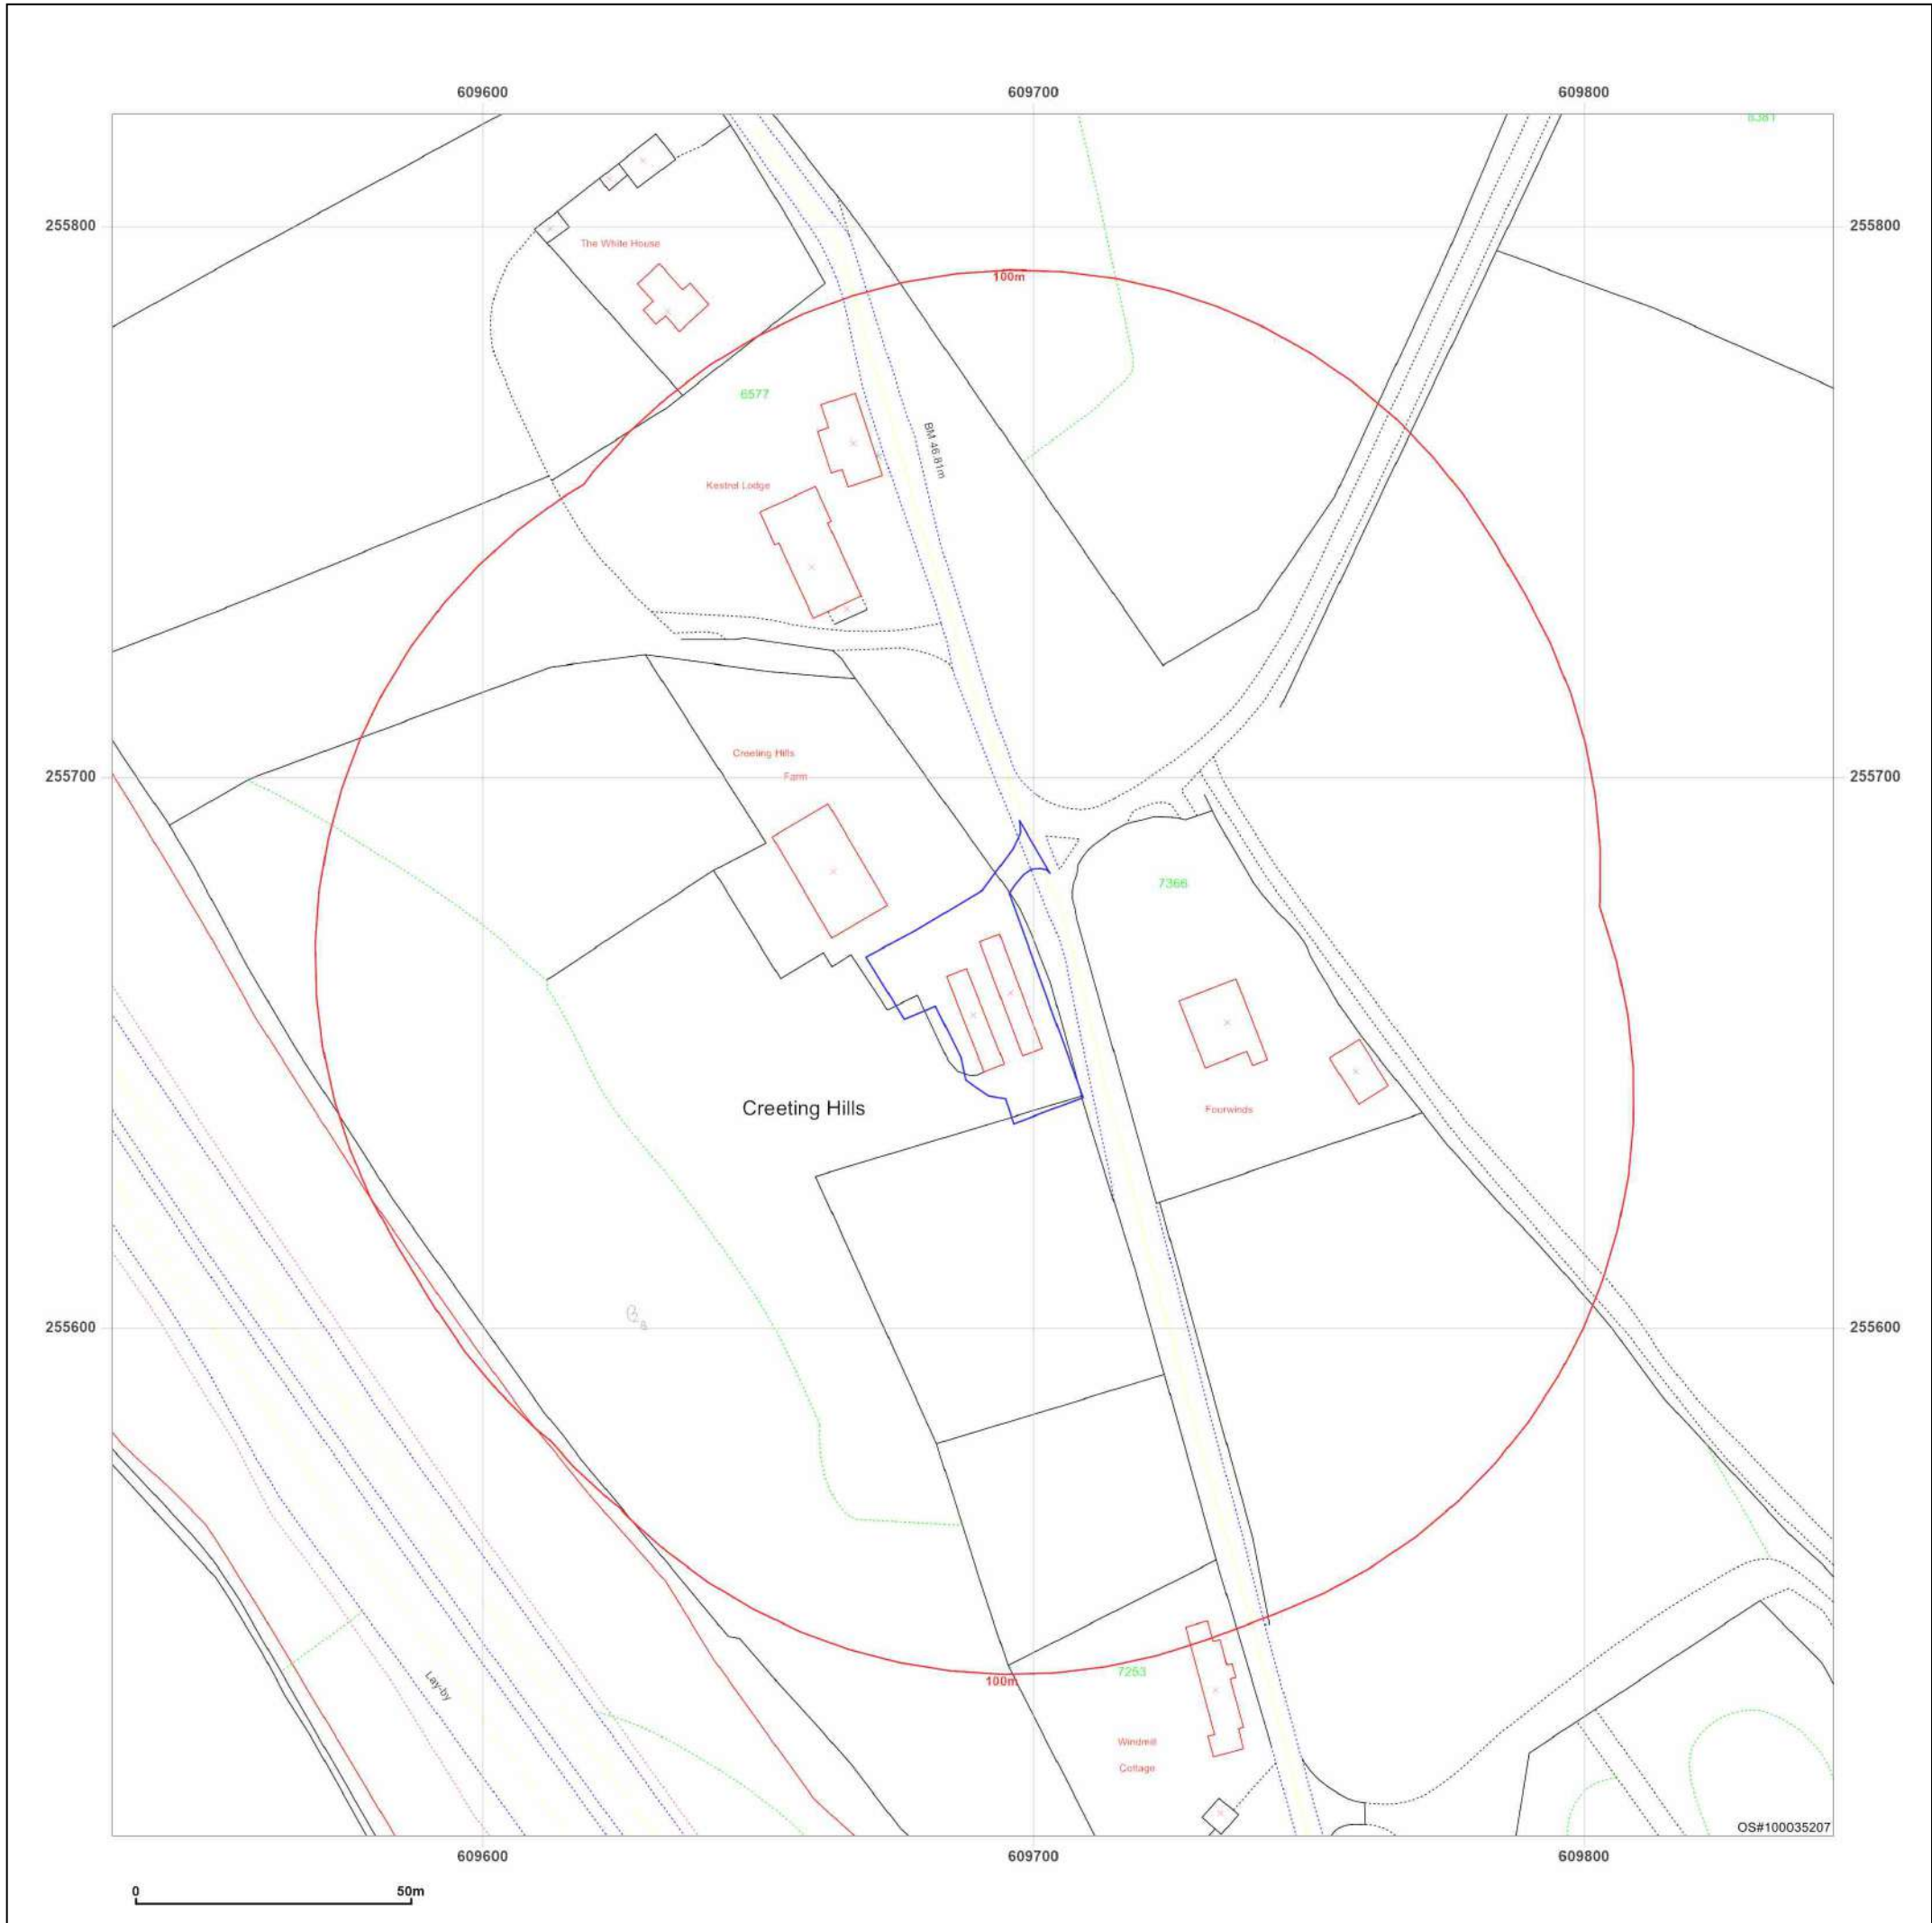 609600
609700
609800
8381
255800
255800
The White House
100m
6577
BM 46.81m
Kestrel Lodge
255700
255700
Creeting Hills
Farm
7366
Creeting Hills
Fourwinds
255600
255600
Lay-by
7253
100m
Windmill
Cottage
OS#100035207
609600
609700
609800
0
50m